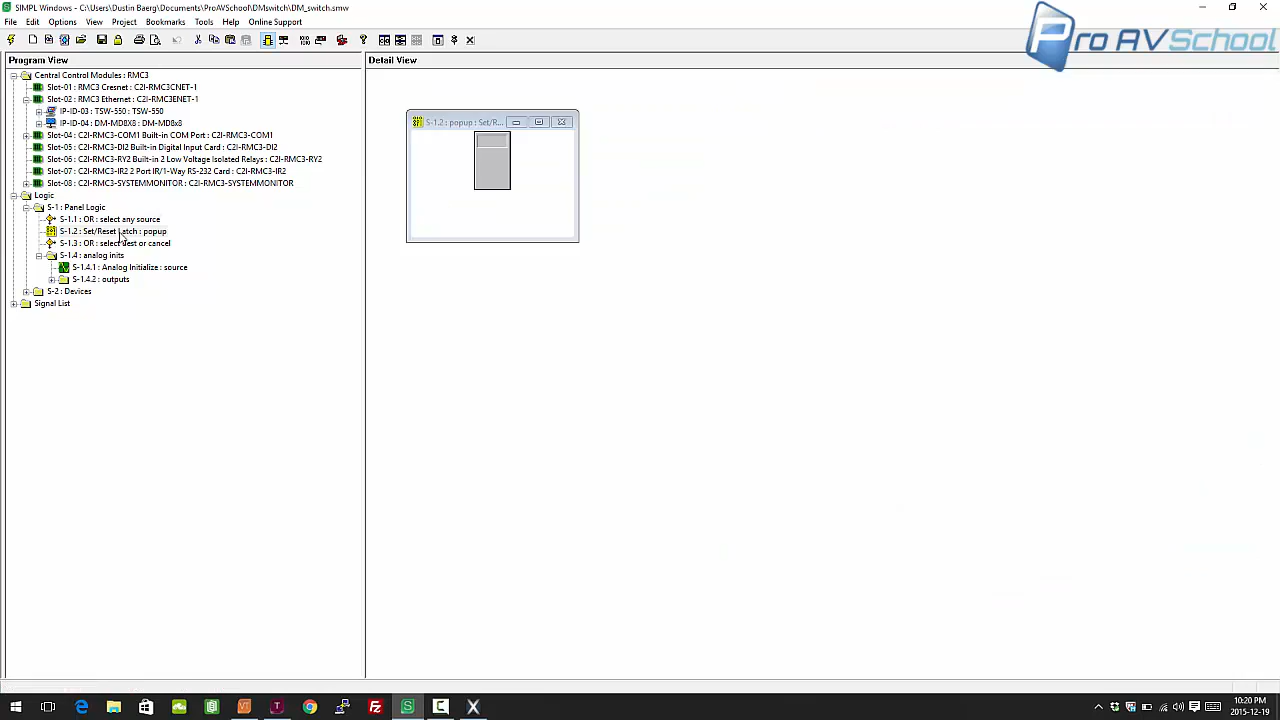 SIMPL Windows - C:\Users\Dustin Baerg\Documents\ProAVSchool\DMswitch\DM_switch.smw
File Edit Options View Project Bookmarks Tools Help Online Support
Pro AVSchool
Program View
Detail View
Central Control Modules : RMC3
Slot-01 : RMC3 Cresnet : C2I-RMC3CNET-1
Slot-02 : RMC3 Ethernet : C2I-RMC3ENET-1
IP-ID-03 : TSW-550 : TSW-550
IP-ID-04 : DM-MD8X8 : DM-MD8x8
Slot-04 : C2I-RMC3-COM1 Built-in COM Port : C2I-RMC3-COM1
Slot-05 : C2I-RMC3-DI2 Built-in Digital Input Card : C2I-RMC3-DI2
Slot-06 : C2I-RMC3-RY2 Built-in 2 Low Voltage Isolated Relays : C2I-RMC3-RY2
Slot-07 : C2I-RMC3-IR2 2 Port IR/1-Way RS-232 Card : C2I-RMC3-IR2
Slot-08 : C2I-RMC3-SYSTEMMONITOR : C2I-RMC3-SYSTEMMONITOR
Logic
S-1 : Panel Logic
S-1.1 : OR : select any source
S-1.2 : Set/Reset Latch : popup
S-1.3 : OR : select dest or cancel
S-1.4 : analog inits
S-1.4.1 : Analog Initialize : source
S-1.4.2 : outputs
S-2 : Devices
Signal List
S-1.2 : popup : Set/R...
10:20 PM
2015-12-19